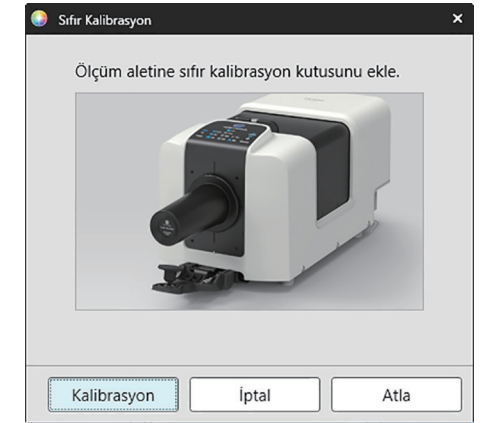 Sıfır Kalibrasyon
Ölçüm aletine sıfır kalibrasyon kutusunu ekle.
Kalibrasyon
İptal
Atla